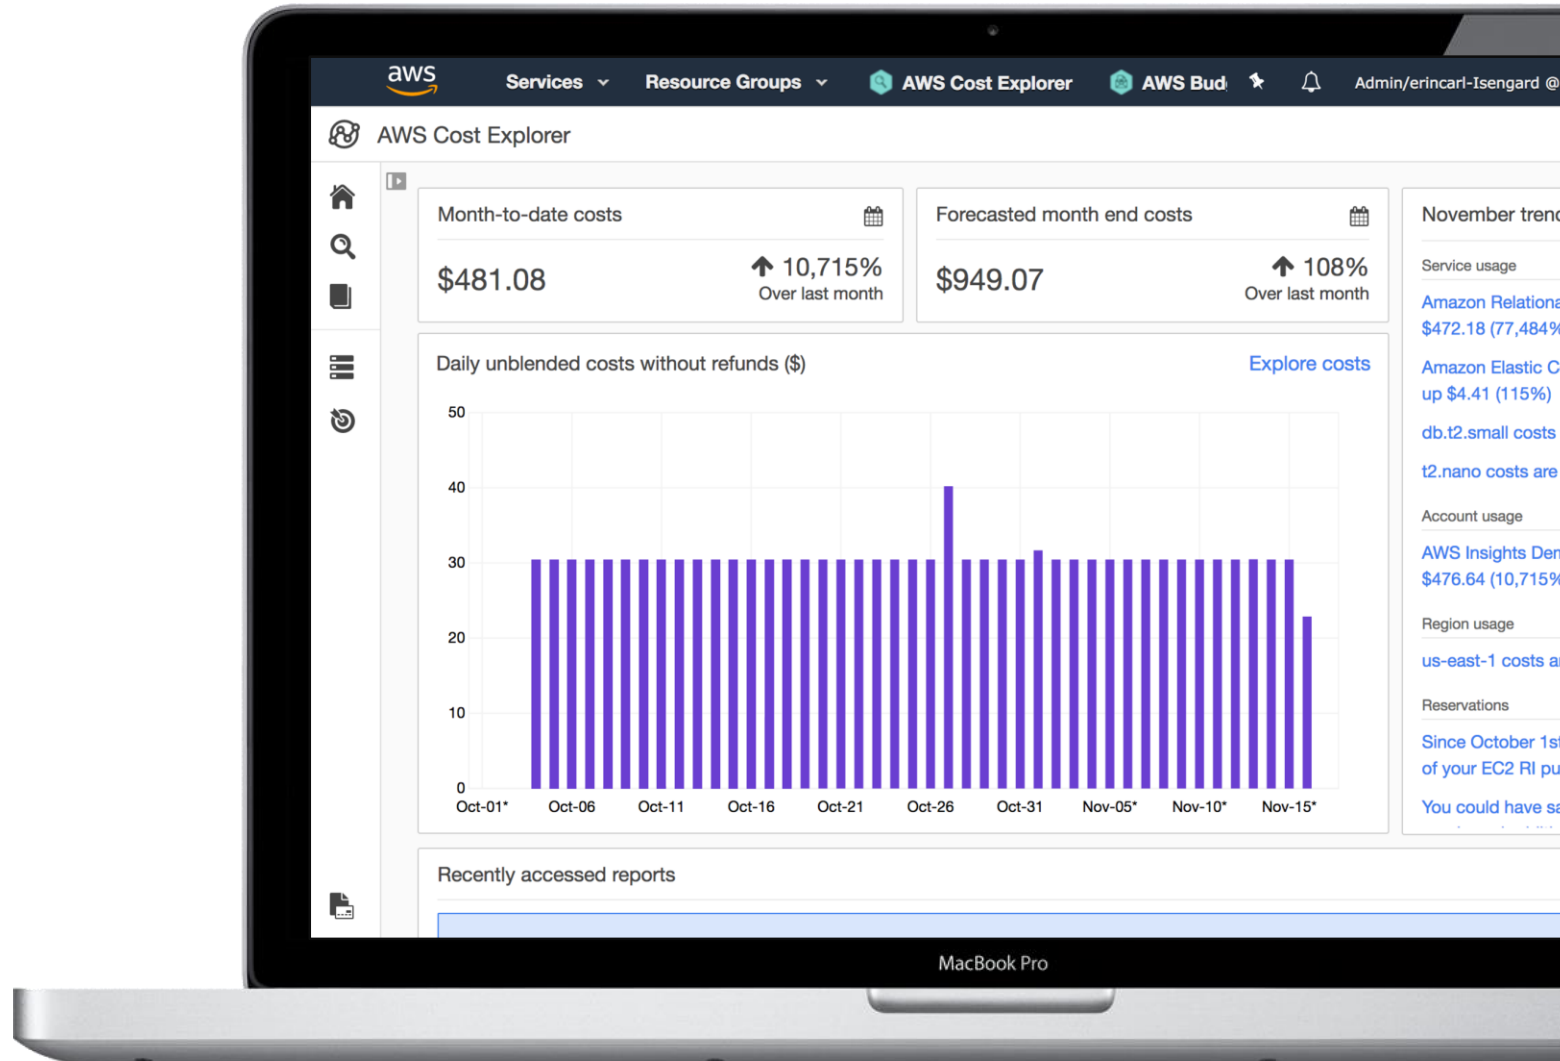 aws
Services
Resource Groups
AWS Cost Explorer
AWS Bud
Admin/erincarl-Isengard @
AWS Cost Explorer
Month-to-date costs
$481.08
10,715%
Over last month
Forecasted month end costs
$949.07
108%
Over last month
Daily unblended costs without refunds ($)
Explore costs
50
40
30
20
10
0
Oct-01* Oct-06 Oct-11 Oct-16 Oct-21 Oct-26 Oct-31 Nov-05* Nov-10* Nov-15*
November
Service usage
Amazon
$472.18 (77,484%
Amazon Elastic
up $4.41 (115%)
db.t2.small costs
t2.nano costs are
Account usage
AWS Insights
$476.64 (10,715%
Region usage
us-east-1 costs
Reservations
Since October
of your EC2 RI
You could have
Recently accessed reports
MacBook Pro